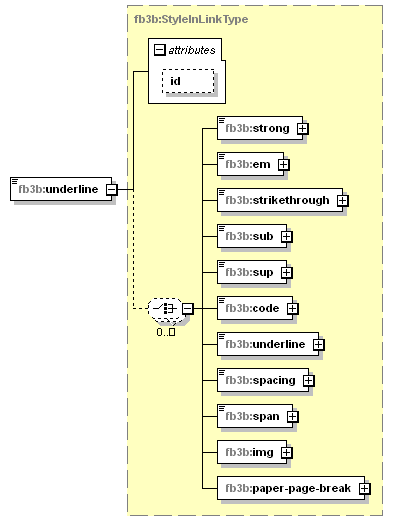 fb3b:StyleInLinkType
attributes
id
fb3b:strong
fb3b:em
fb3b:underline
fb3b:strikethrough
fb3b:sub
fb3b:sup
fb3b:code
0..
fb3b:underline
fb3b:spacing
fb3b:span
fb3b:img
fb3b:paper-page-break